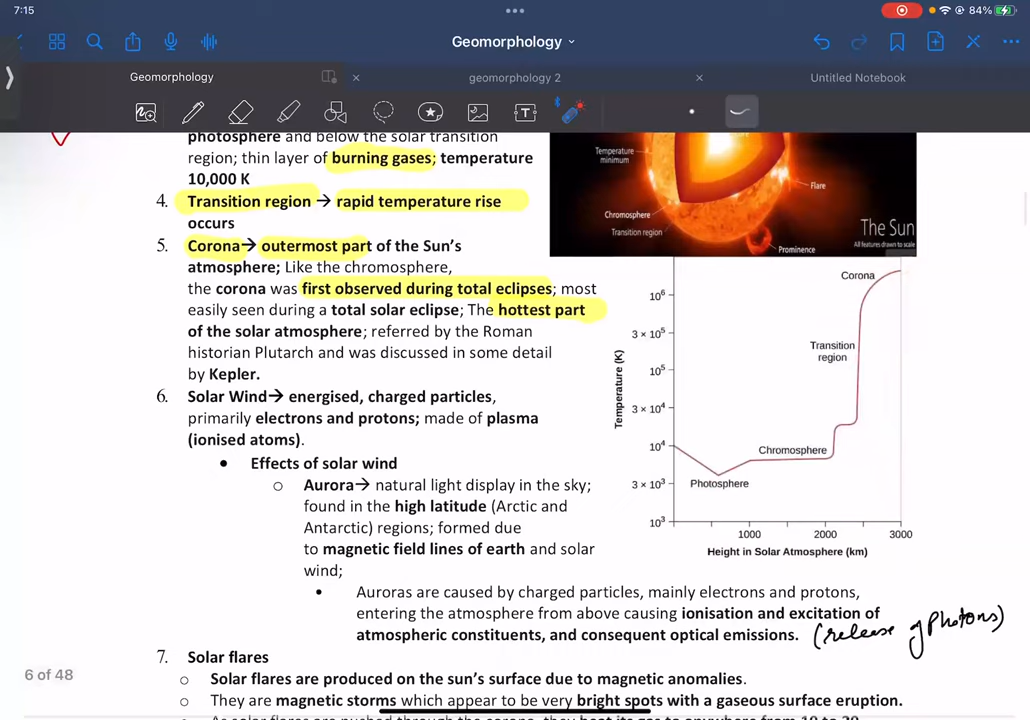 7:15
84%
Geomorphology
Geomorphology
geomorphology 2
Untitled Notebook
photosphere and below the solar transition
region; thin layer of burning gases; temperature
10,000 K
4. Transition region → rapid temperature rise
occurs
5. Corona→ outermost part of the Sun's
atmosphere; Like the chromosphere,
the corona was first observed during total eclipses; most
easily seen during a total solar eclipse; The hottest part
of the solar atmosphere; referred by the Roman
historian Plutarch and was discussed in some detail
by Kepler.
6. Solar Wind→ energised, charged particles,
primarily electrons and protons; made of plasma
(ionised atoms).
• Effects of solar wind
○ Aurora→ natural light display in the sky;
found in the high latitude (Arctic and
Antarctic) regions; formed due
to magnetic field lines of earth and solar
wind;
Temperature
minimum
Flare
Chromosphere
Transition region
The Sun
All features drawn to scale
Prominence
Corona
10⁶
3 × 10⁵
Transition
region
10⁵
3 × 10⁴
10⁴
Chromosphere
3 × 10³
Photosphere
10³
Temperature (K)
1000 2000 3000
Height in Solar Atmosphere (km)
• Auroras are caused by charged particles, mainly electrons and protons,
entering the atmosphere from above causing ionisation and excitation of
atmospheric constituents, and consequent optical emissions. (release of Photons)
6 of 48
7. Solar flares
○ Solar flares are produced on the sun's surface due to magnetic anomalies.
○ They are magnetic storms which appear to be very bright spots with a gaseous surface eruption.